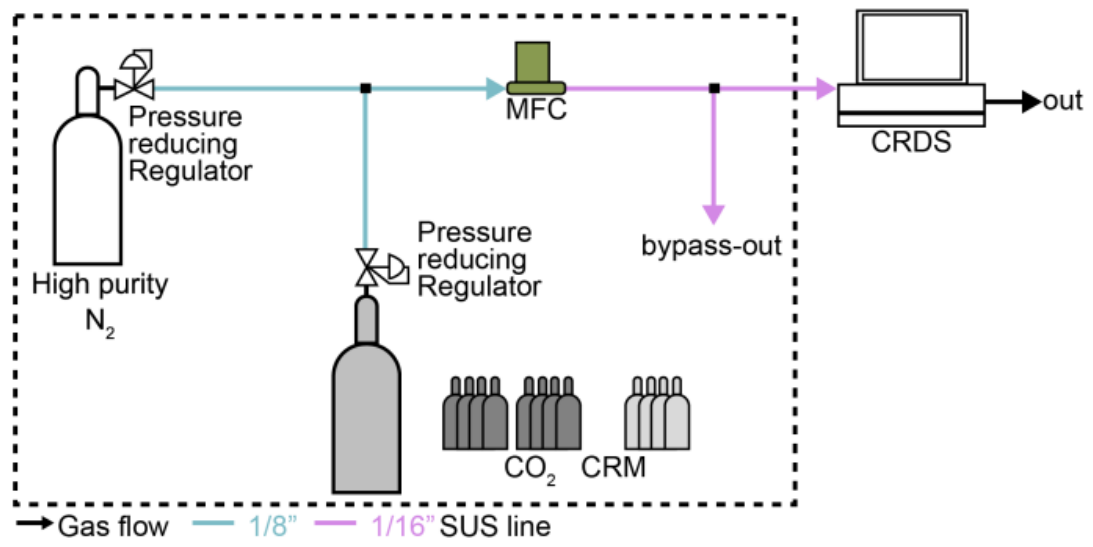 Pressure
reducing
Regulator
High purity
N₂
MFC
CRDS
out
bypass-out
Pressure
reducing
Regulator
CO₂ CRM
Gas flow 1/8” 1/16” SUS line